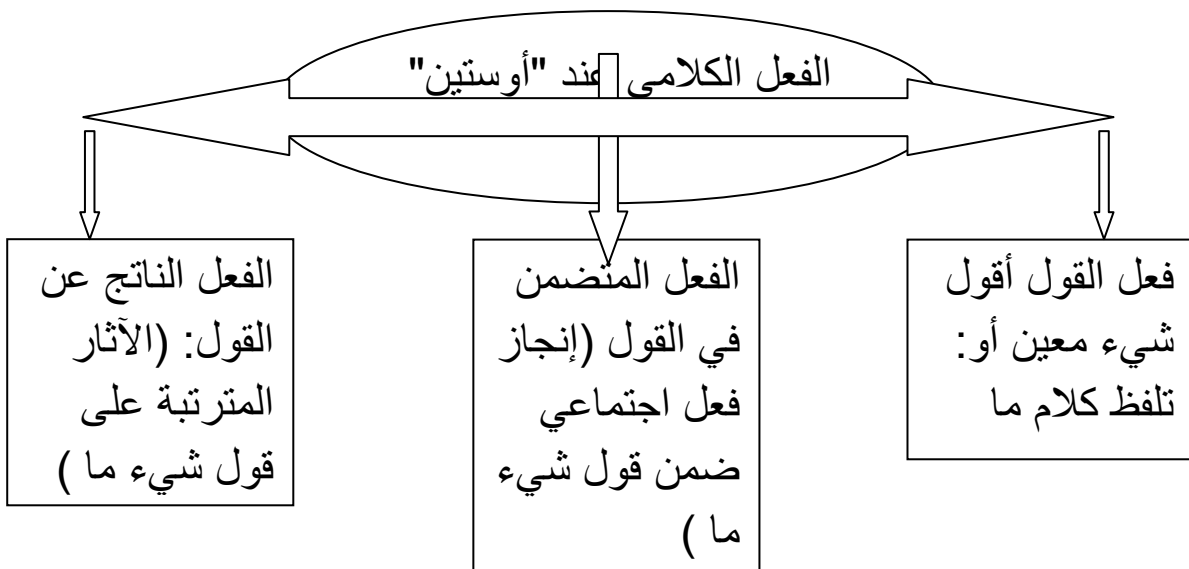 الفعل الكلامي عند "أوستين"
فعل القول أقول
شيء معين أو:
تلفظ كلام ما
الفعل المتضمن
في القول (إنجاز
فعل اجتماعي
ضمن قول شيء
ما )
الفعل الناتج عن
القول: (الآثار
المترتبة على
قول شيء ما )